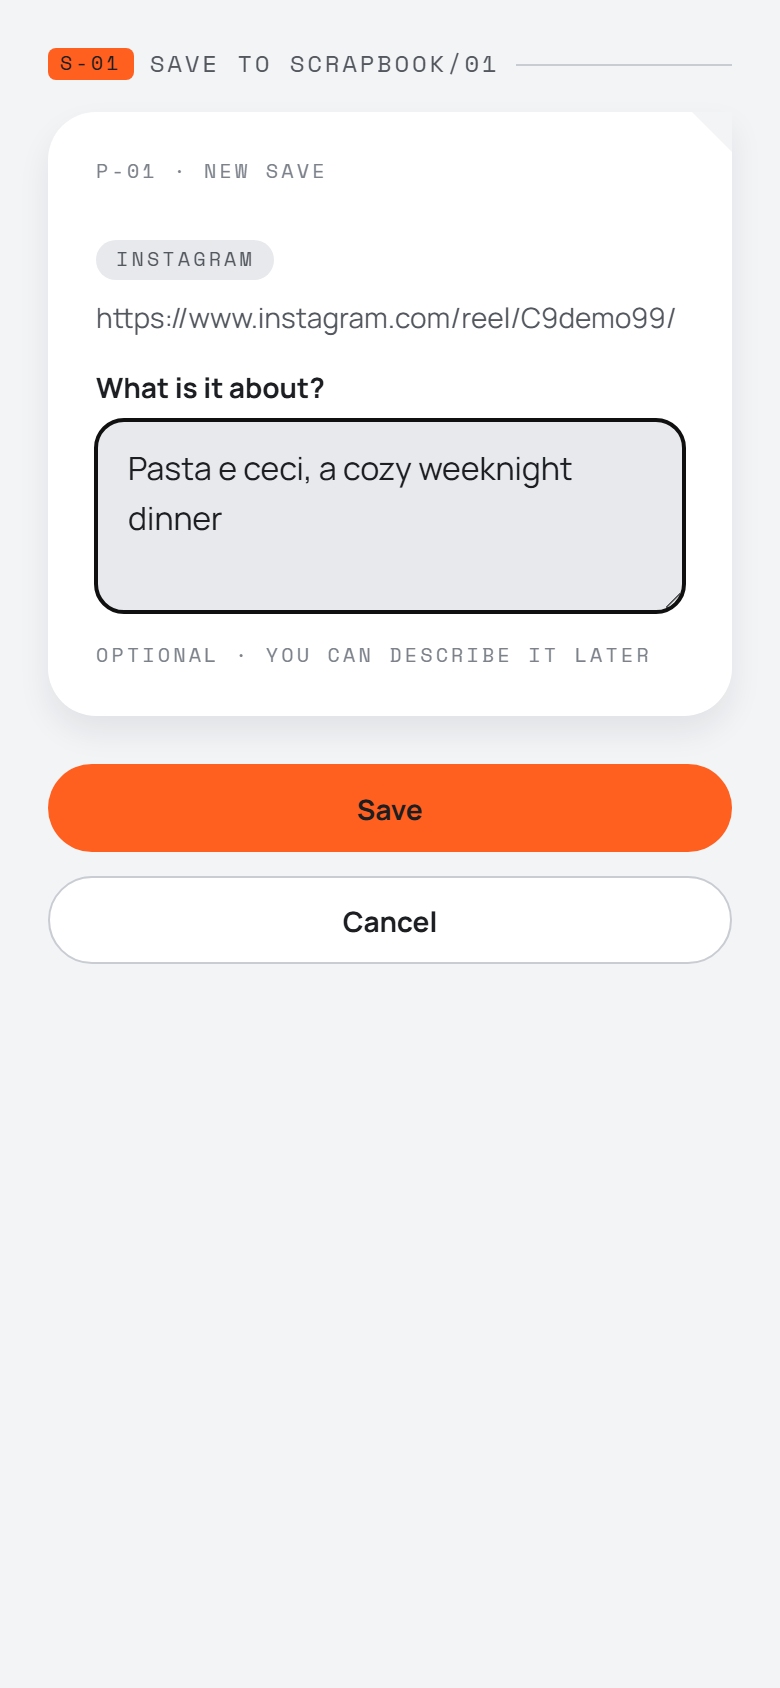 S-01 SAVE TO SCRAPBOOK/01
P-01 · NEW SAVE
INSTAGRAM
https://www.instagram.com/reel/C9demo99/
What is it about?
Pasta e ceci, a cozy weeknight
dinner
OPTIONAL · YOU CAN DESCRIBE IT LATER
Save
Cancel